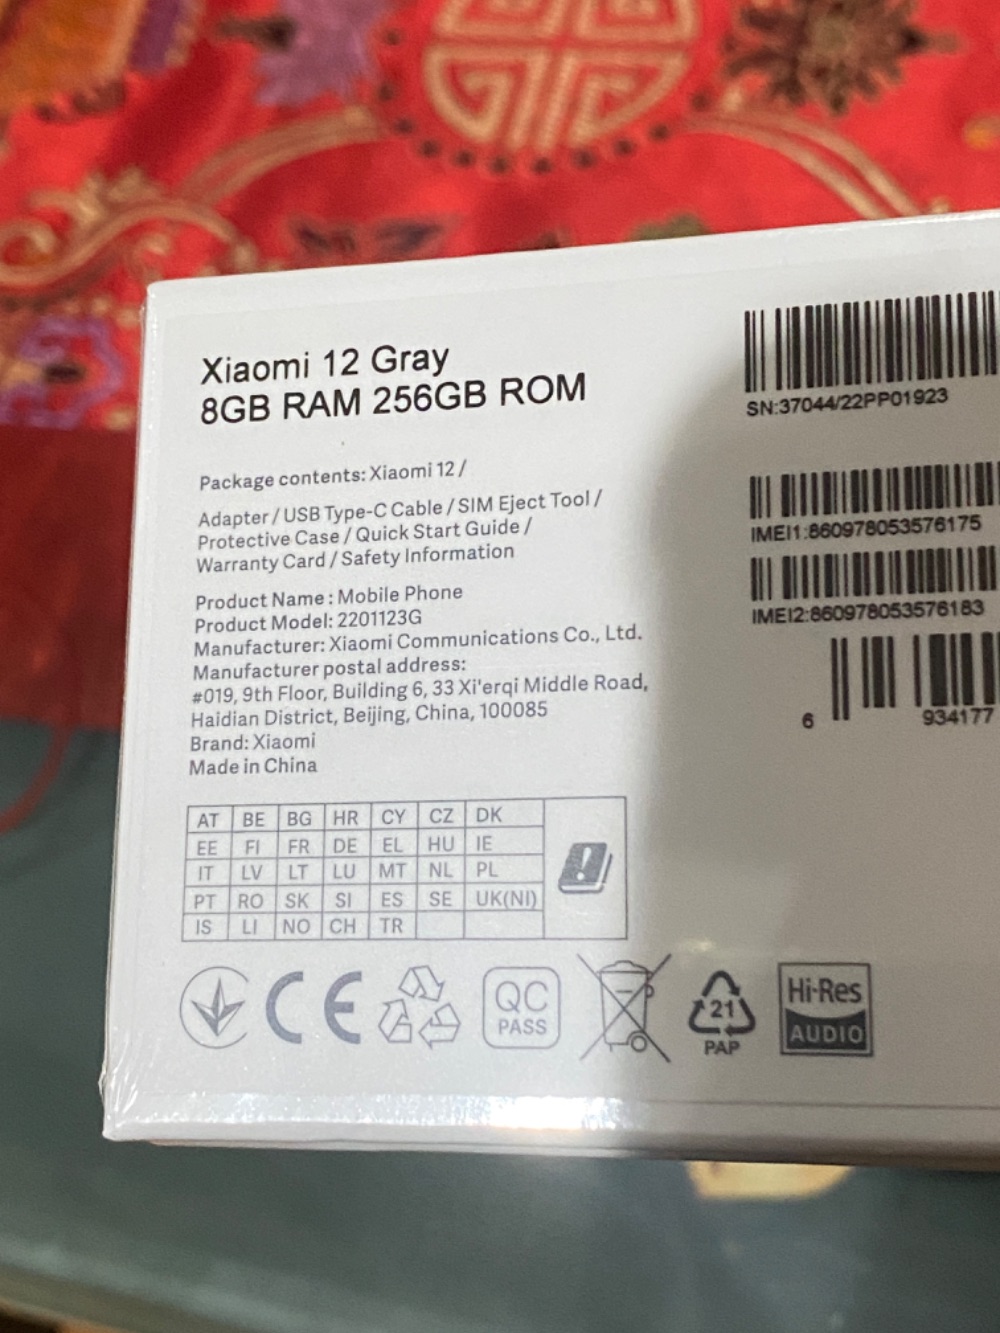 Xiaomi 12 Gray
8GB RAM 256GB ROM
Package contents: Xiaomi 12 /
Adapter / USB Type-C Cable / SIM Eject Tool /
Protective Case / Quick Start Guide /
Warranty Card / Safety Information
Product Name : Mobile Phone
Product Model: 2201123G
Manufacturer: Xiaomi Communications Co., Ltd.
Manufacturer postal address:
#019, 9th Floor, Building 6, 33 Xi'erqi Middle Road,
Haidian District, Beijing, China, 100085
Brand: Xiaomi
Made in China
SN:37044/22PP01923
IMEI1:860978053576175
IMEI2:860978053576183
6 934177
AT BE BG HR CY CZ DK
EE FI FR DE EL HU IE
IT LV LT LU MT NL PL
PT RO SK SI ES SE UK(NI)
IS LI NO CH TR
CE
QC
PASS
21
PAP
Hi-Res
AUDIO